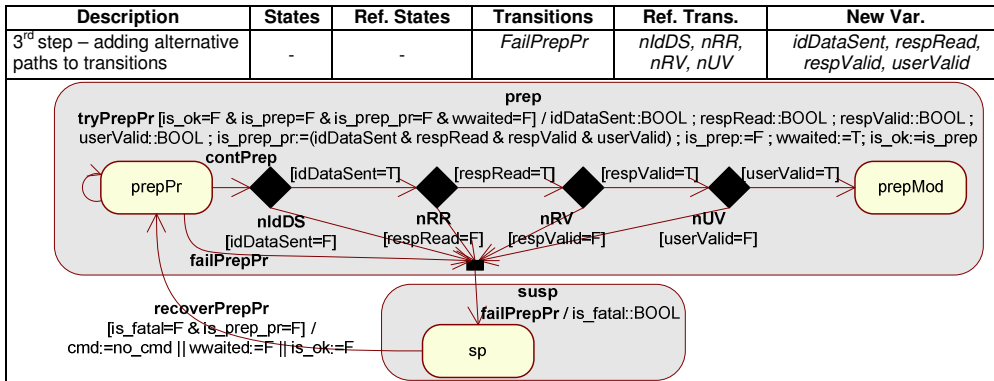 Description States Ref. States Transitions Ref. Trans. New Var.
3rd step – adding alternative - - FailPrepPr nIdDS, nRR, idDataSent, respRead,
paths to transitions nRV, nUV respValid, userValid
prep
tryPrepPr [is_ok=F & is_prep=F & is_prep_pr=F & wwaited=F] / idDataSent::BOOL ; respRead::BOOL ; respValid::BOOL ;
userValid::BOOL ; is_prep_pr:=(idDataSent & respRead & respValid & userValid) ; is_prep:=F ; wwaited:=T; is_ok:=is_prep
contPrep
prepPr [idDataSent=T] [respRead=T] [respValid=T] [userValid=T] prepMod
nIdDS nRR nRV nUV
[idDataSent=F] [respRead=F] [respValid=F] [userValid=F]
failPrepPr
susp
recoverPrepPr failPrepPr / is_fatal::BOOL
[is_fatal=F & is_prep_pr=F] /
cmd:=no_cmd || wwaited:=F || is_ok:=F
sp